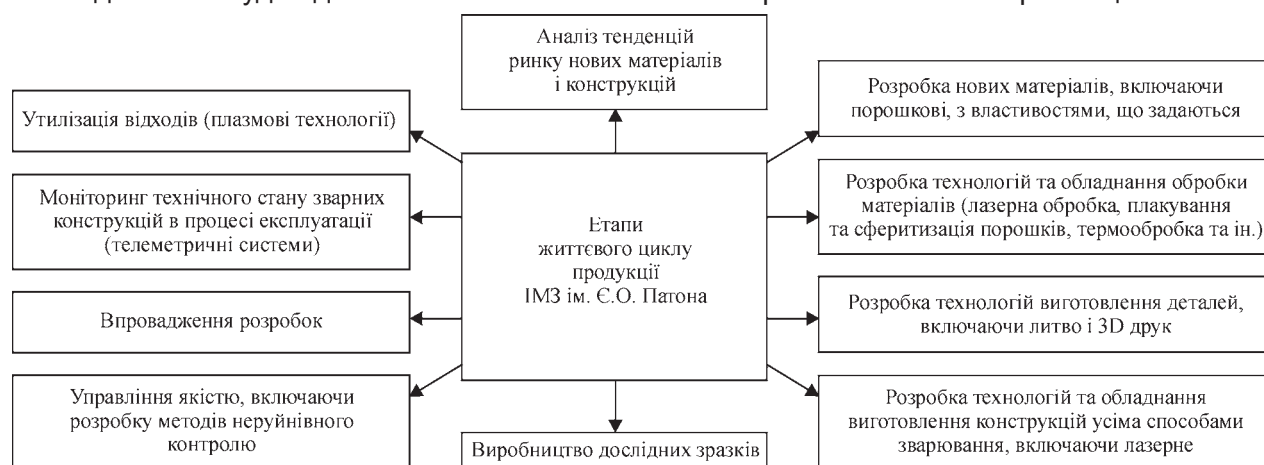 Аналіз тенденцій
ринку нових матеріалів
і конструкцій
Утилізація відходів (плазмові технології)
Моніторинг технічного стану зварних
конструкцій в процесі експлуатації
(телеметричні системи)
Впровадження розробок
Управління якістю, включаючи
розробку методів неруйнівного
контролю
Етапи
життєвого циклу
продукції
ІМЗ ім. Є.О. Патона
Виробництво дослідних зразків
Розробка нових матеріалів, включаючи
порошкові, з властивостями, що задаються
Розробка технологій та обладнання обробки
матеріалів (лазерна обробка, плакування
та сферитизація порошків, термообробка та ін.)
Розробка технологій виготовлення деталей,
включаючи литво і 3D друк
Розробка технологій та обладнання
виготовлення конструкцій усіма способами
зварювання, включаючи лазерне